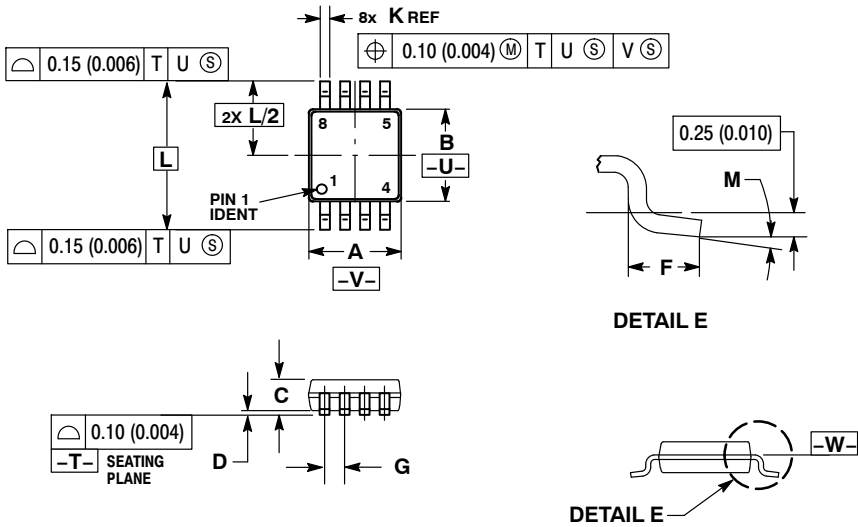 8x K REF
⌖ 0.10 (0.004) Ⓜ T U Ⓢ V Ⓢ
⌓ 0.15 (0.006) T U Ⓢ
2X L/2
8 5
B
–U–
L
PIN 1
IDENT
1 4
⌓ 0.15 (0.006) T U Ⓢ
A
–V–
0.25 (0.010)
M
F
DETAIL E
C
⌓ 0.10 (0.004)
–T– SEATING
PLANE
D
G
–W–
DETAIL E